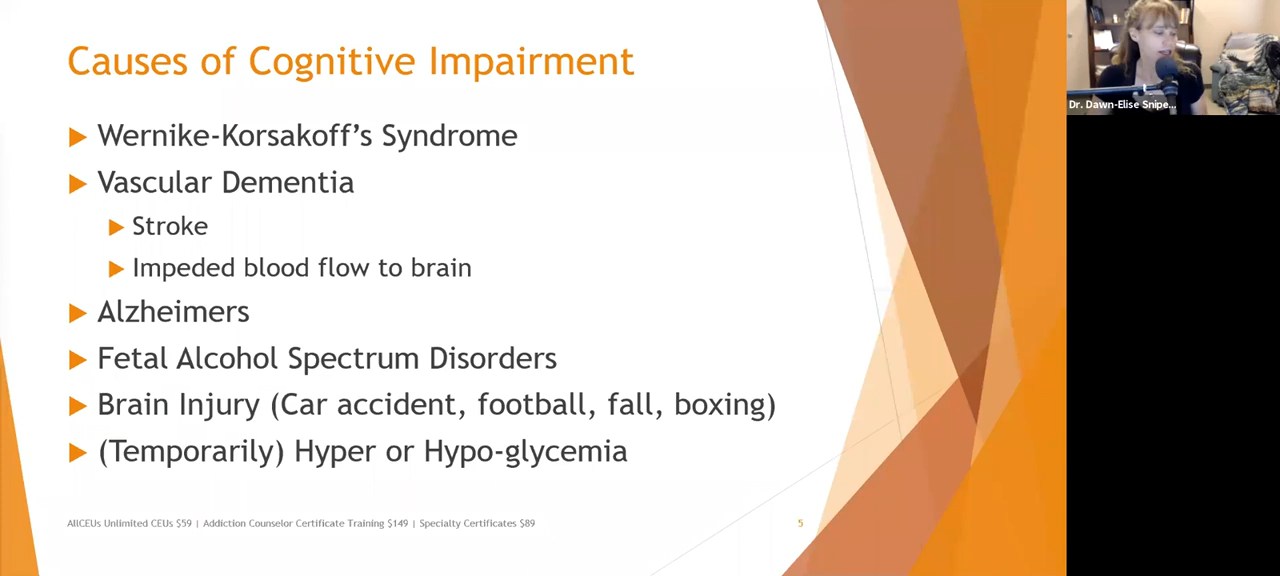 Causes of Cognitive Impairment
Wernike-Korsakoff's Syndrome
Vascular Dementia
Stroke
Impeded blood flow to brain
Alzheimers
Fetal Alcohol Spectrum Disorders
Brain Injury (Car accident, football, fall, boxing)
(Temporarily) Hyper or Hypo-glycemia
AllCEUs Unlimited CEUs $59 | Addiction Counselor Certificate Training $149 | Specialty Certificates $89
5
Dr. Dawn-Elise Snipe...